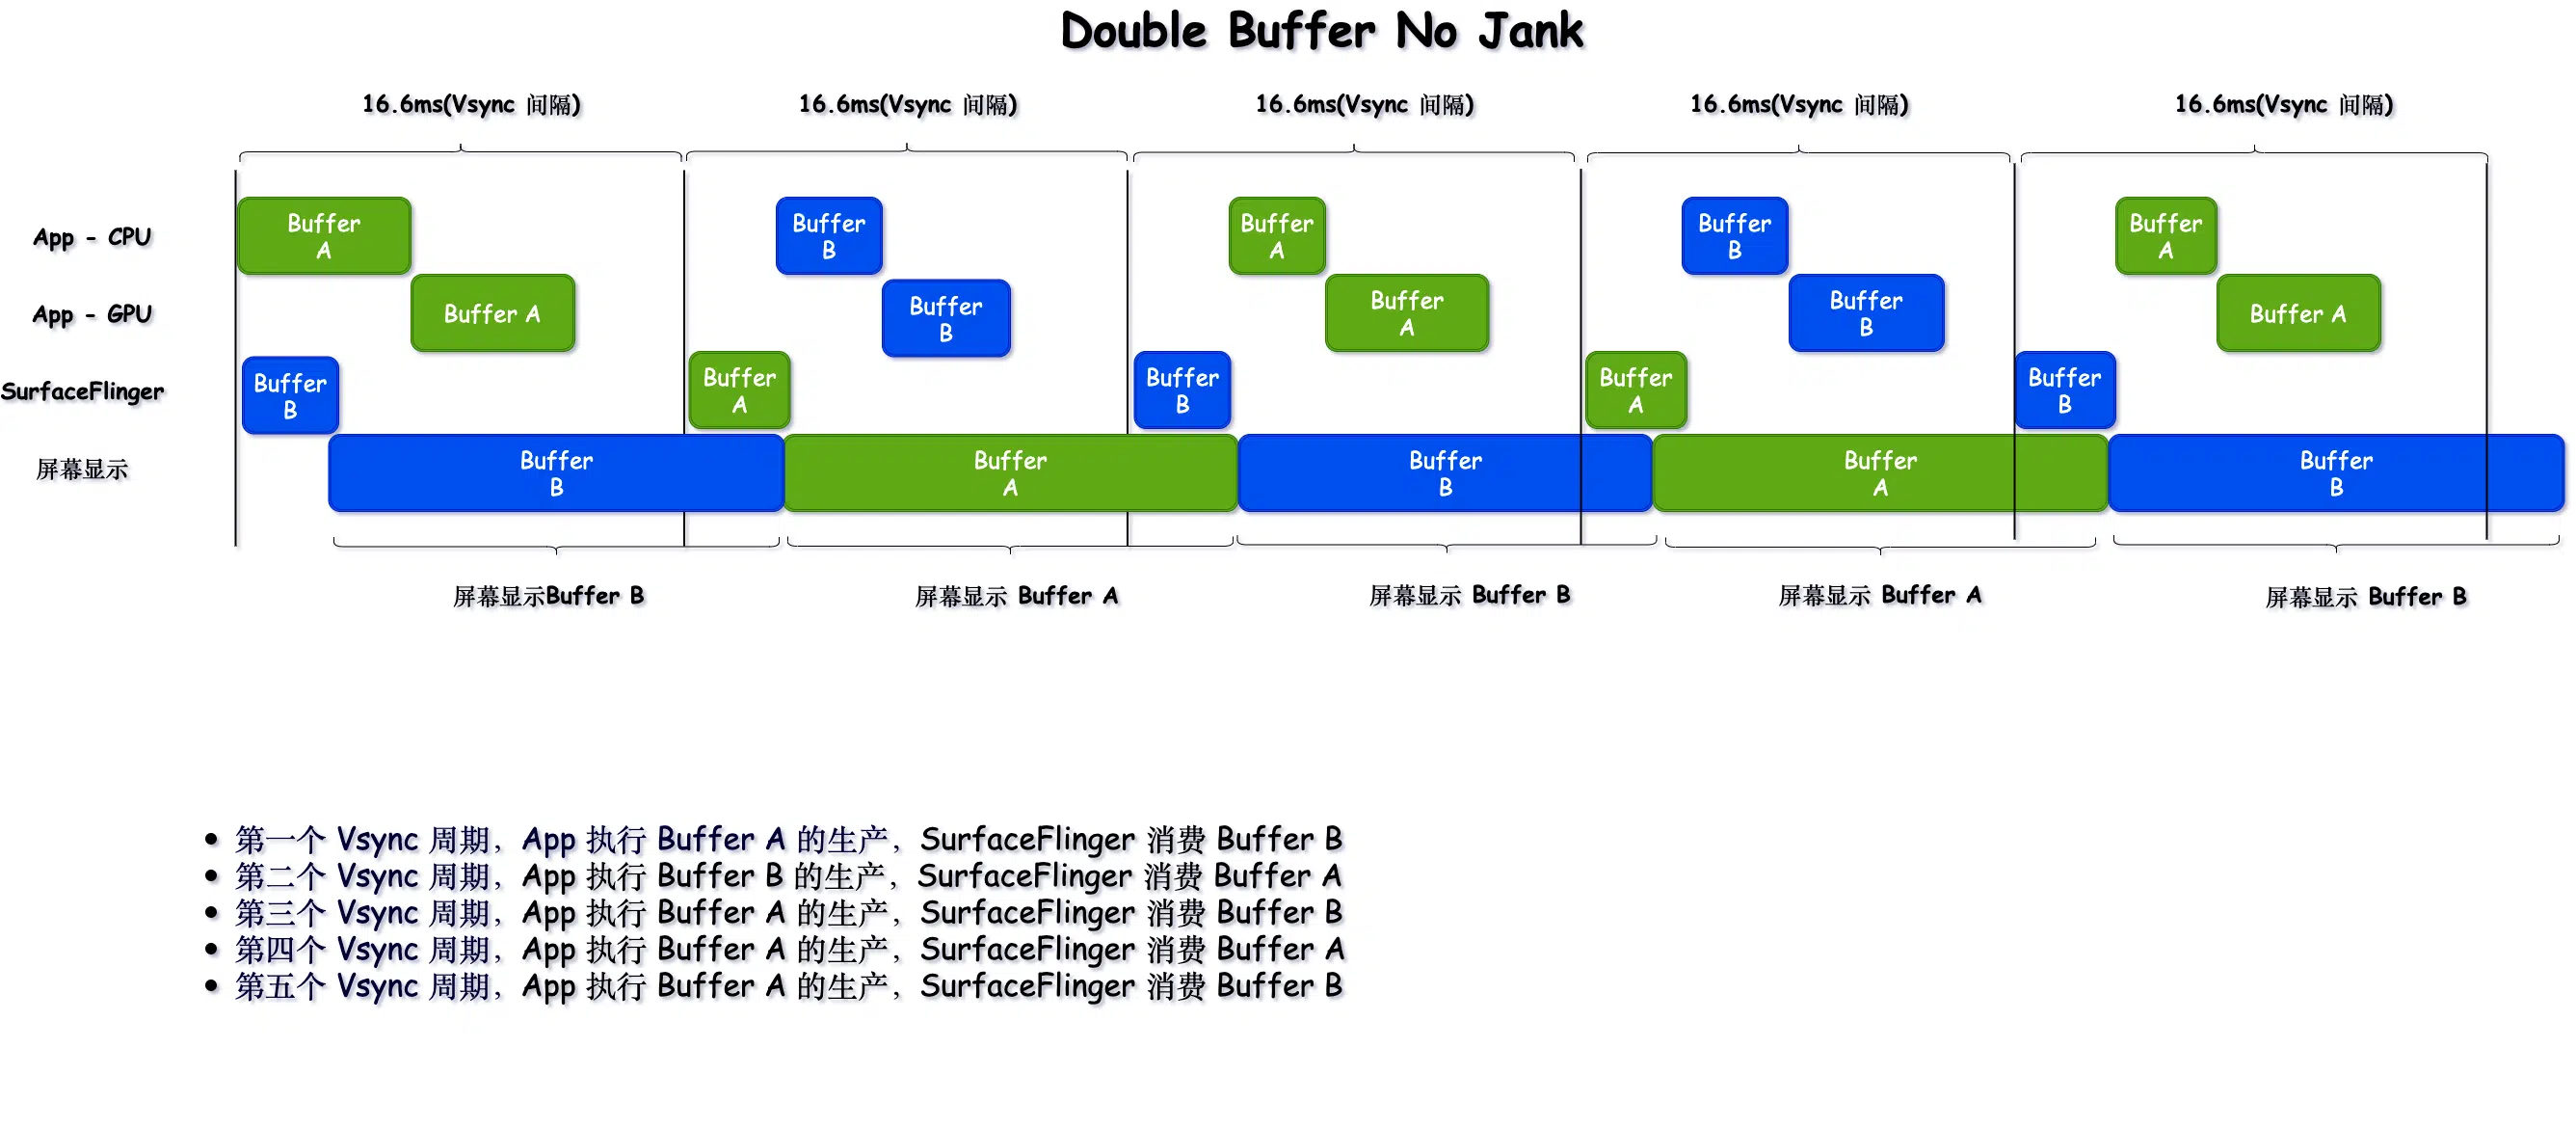 Double Buffer No Jank
16.6ms(Vsync 间隔)
16.6ms(Vsync 间隔)
16.6ms(Vsync 间隔)
16.6ms(Vsync 间隔)
16.6ms(Vsync 间隔)
App - CPU
Buffer
A
Buffer
B
Buffer
A
Buffer
B
Buffer
A
App - GPU
Buffer A
Buffer
B
Buffer
A
Buffer
B
Buffer A
SurfaceFlinger
Buffer
B
Buffer
A
Buffer
B
Buffer
A
Buffer
B
屏幕显示
Buffer
B
Buffer
A
Buffer
B
Buffer
A
Buffer
B
屏幕显示Buffer B
屏幕显示 Buffer A
屏幕显示 Buffer B
屏幕显示 Buffer A
屏幕显示 Buffer B
• 第一个 Vsync 周期，App 执行 Buffer A 的生产，SurfaceFlinger 消费 Buffer B
• 第二个 Vsync 周期，App 执行 Buffer B 的生产，SurfaceFlinger 消费 Buffer A
• 第三个 Vsync 周期，App 执行 Buffer A 的生产，SurfaceFlinger 消费 Buffer B
• 第四个 Vsync 周期，App 执行 Buffer A 的生产，SurfaceFlinger 消费 Buffer A
• 第五个 Vsync 周期，App 执行 Buffer A 的生产，SurfaceFlinger 消费 Buffer B